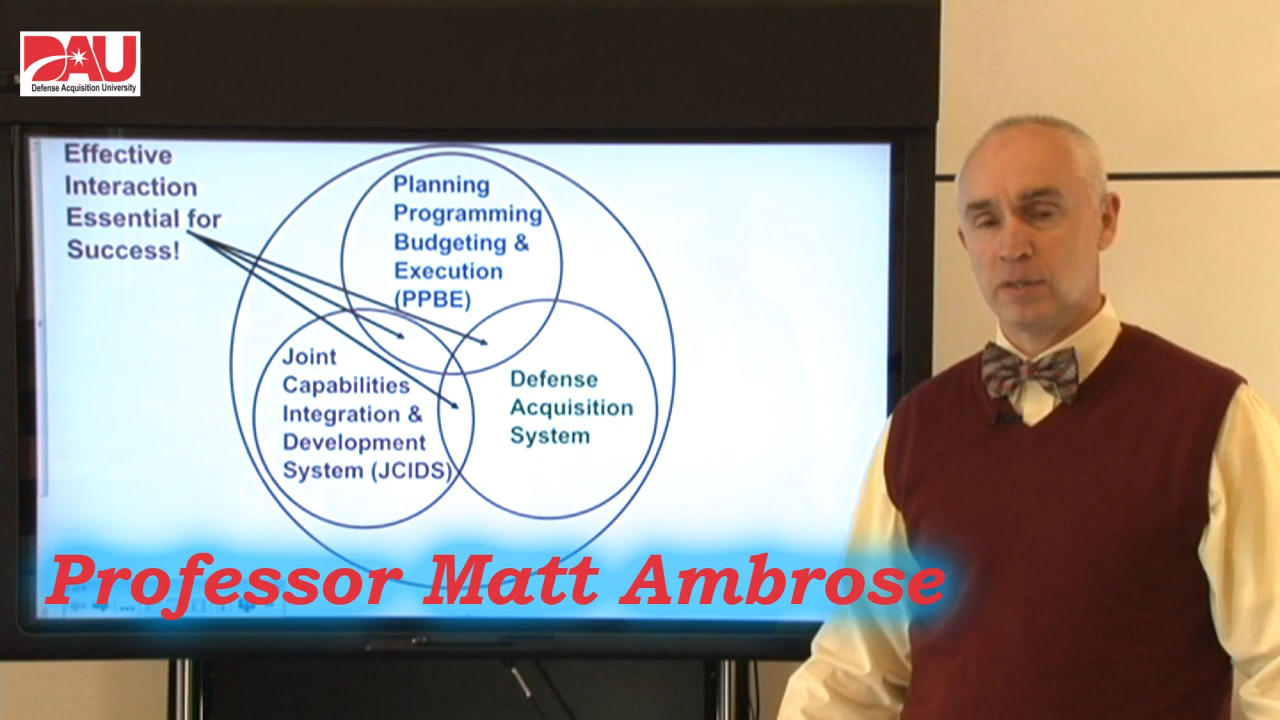 DAU
Defense Acquisition University
Effective
Interaction
Essential for
Success!
Planning
Programming
Budgeting &
Execution
(PPBE)
Joint
Capabilities
Integration &
Development
System (JCIDS)
Defense
Acquisition
System
Professor Matt Ambrose